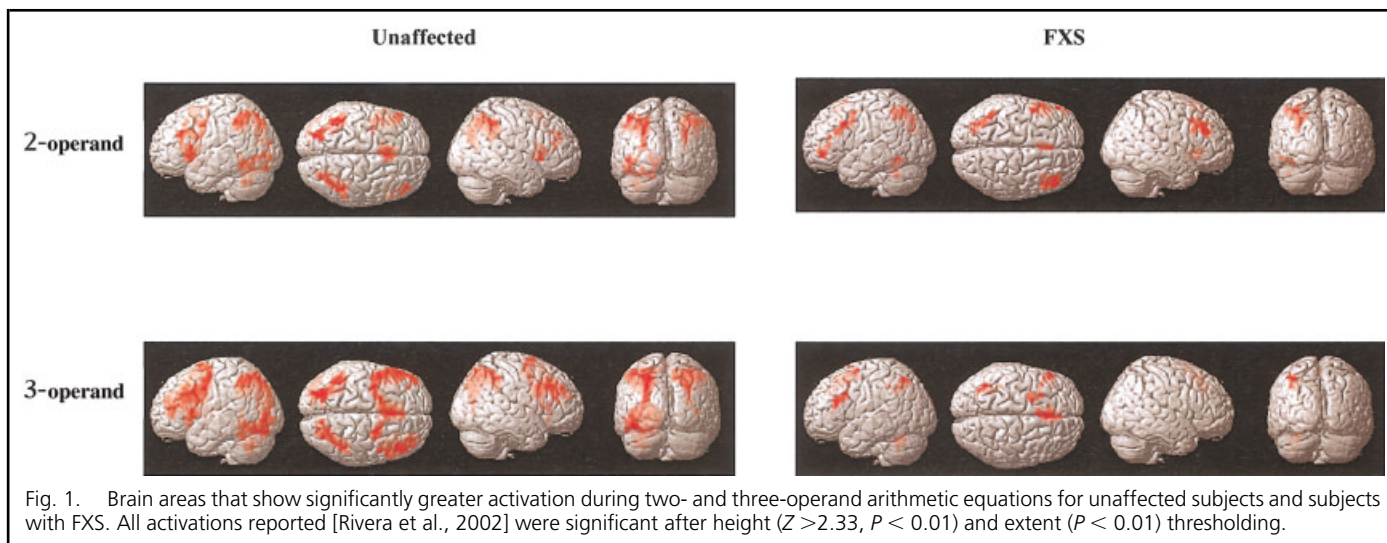 Unaffected
FXS
2-operand
3-operand
Fig. 1. Brain areas that show significantly greater activation during two- and three-operand arithmetic equations for unaffected subjects and subjects
with FXS. All activations reported [Rivera et al., 2002] were significant after height (Z >2.33, P < 0.01) and extent (P < 0.01) thresholding.